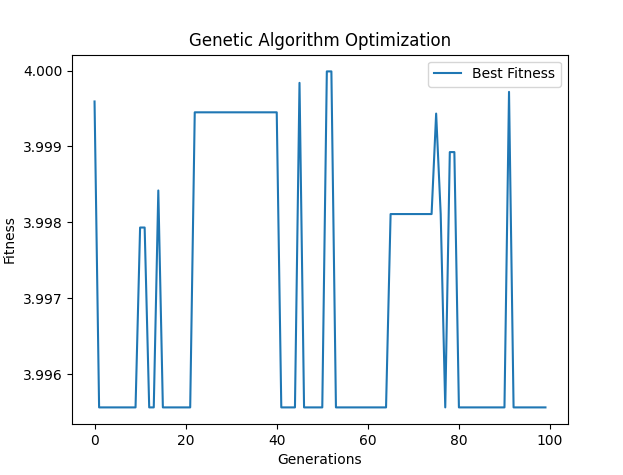 Genetic Algorithm Optimization
Best Fitness
4.000
3.999
3.998
3.997
3.996
Fitness
0 20 40 60 80 100
Generations